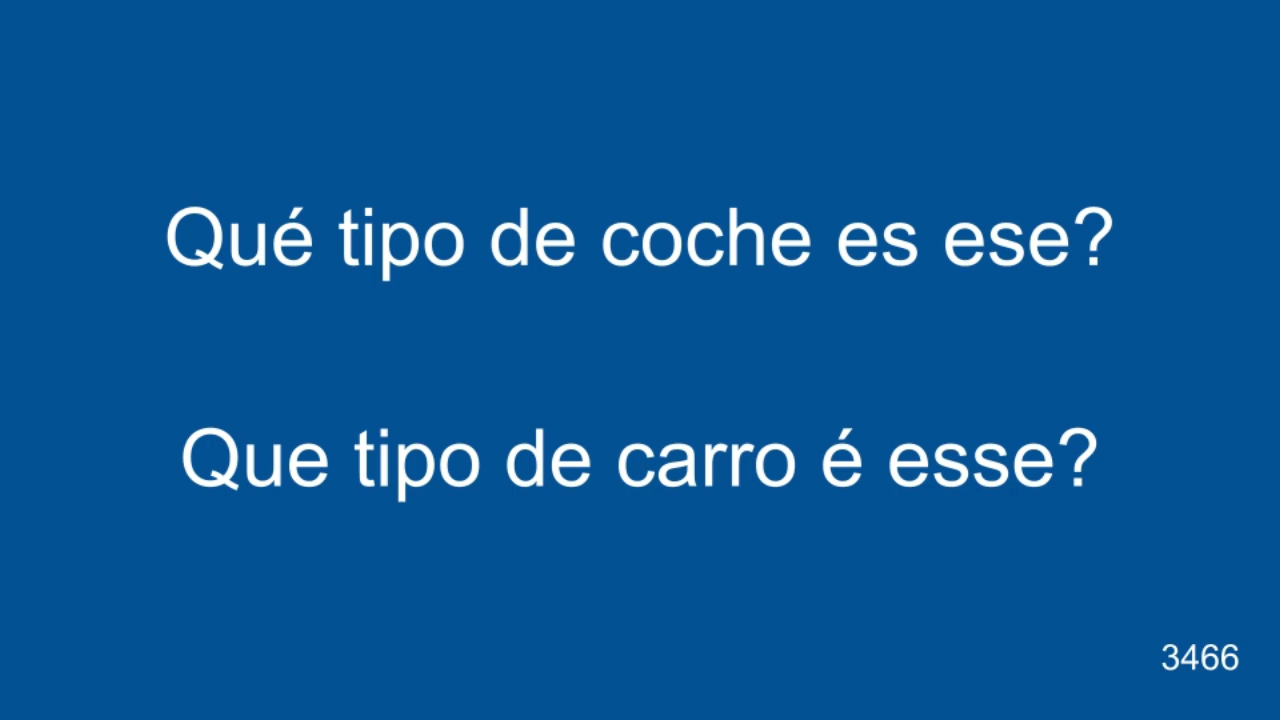 Qué tipo de coche es ese?
Que tipo de carro é esse?
3466